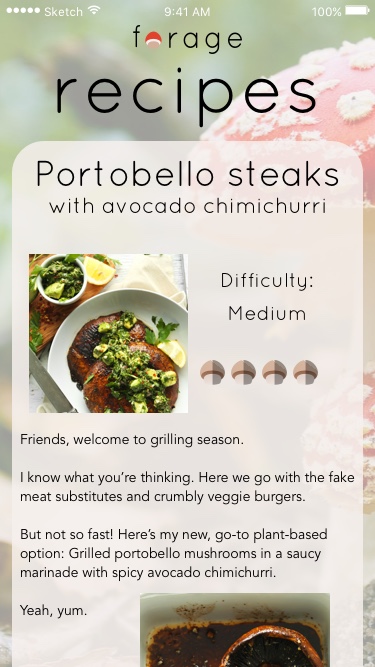 Sketch 9:41 AM 100%
forage
recipes
Portobello steaks
with avocado chimichurri
Difficulty:
Medium
Friends, welcome to grilling season.
I know what you’re thinking. Here we go with the fake
meat substitutes and crumbly veggie burgers.
But not so fast! Here’s my new, go-to plant-based
option: Grilled portobello mushrooms in a saucy
marinade with spicy avocado chimichurri.
Yeah, yum.